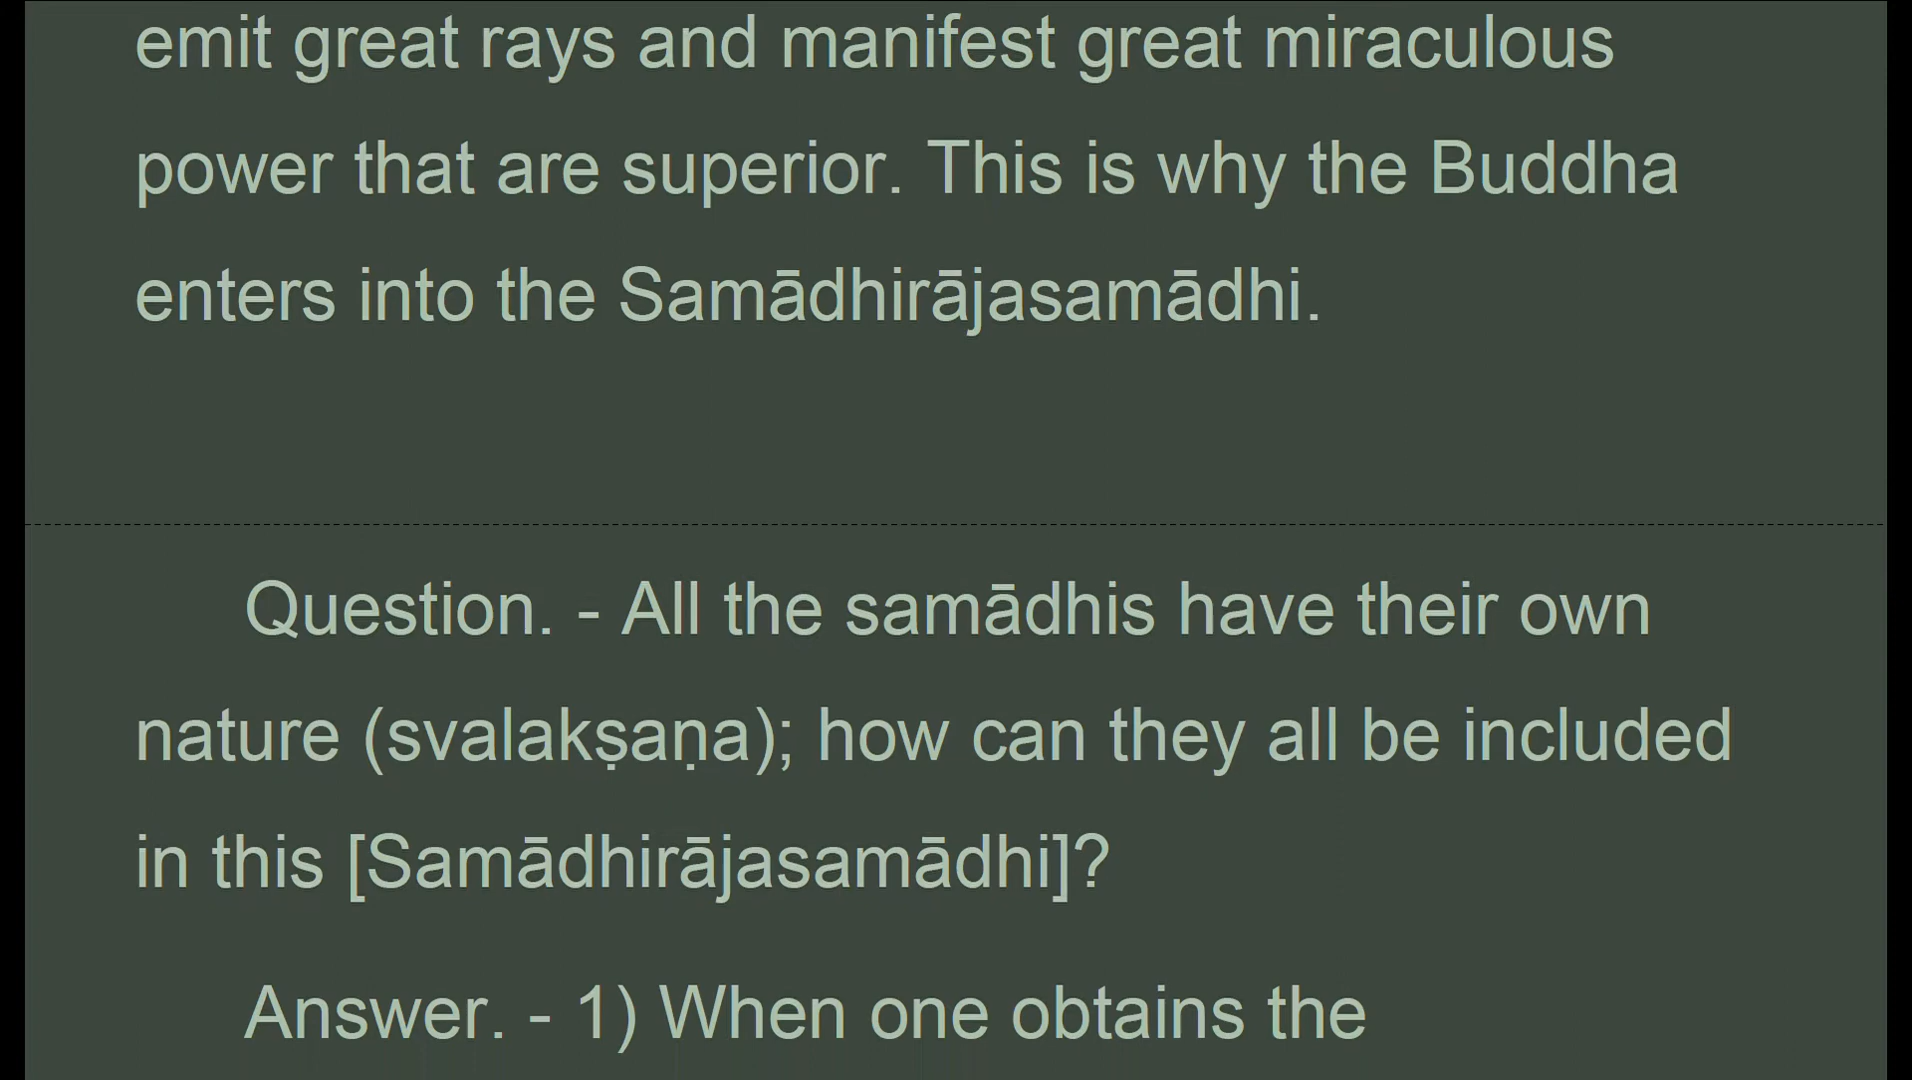 emit great rays and manifest great miraculous
power that are superior. This is why the Buddha
enters into the Samādhirājasamādhi.
Question. - All the samādhis have their own
nature (svalakṣaṇa); how can they all be included
in this [Samādhirājasamādhi]?
Answer. - 1) When one obtains the